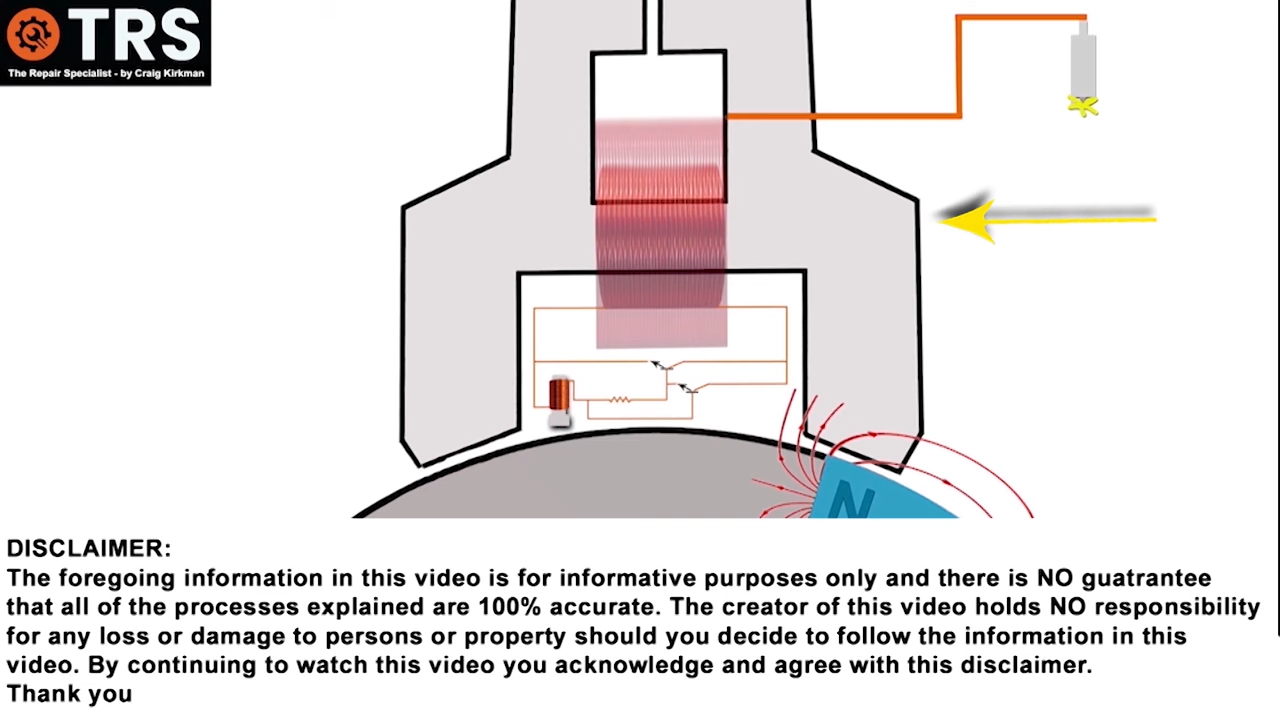 TRS
The Repair Specialist - by Craig Kirkman
N
DISCLAIMER:
The foregoing information in this video is for informative purposes only and there is NO guatrantee
that all of the processes explained are 100% accurate. The creator of this video holds NO responsibility
for any loss or damage to persons or property should you decide to follow the information in this
video. By continuing to watch this video you acknowledge and agree with this disclaimer.
Thank you